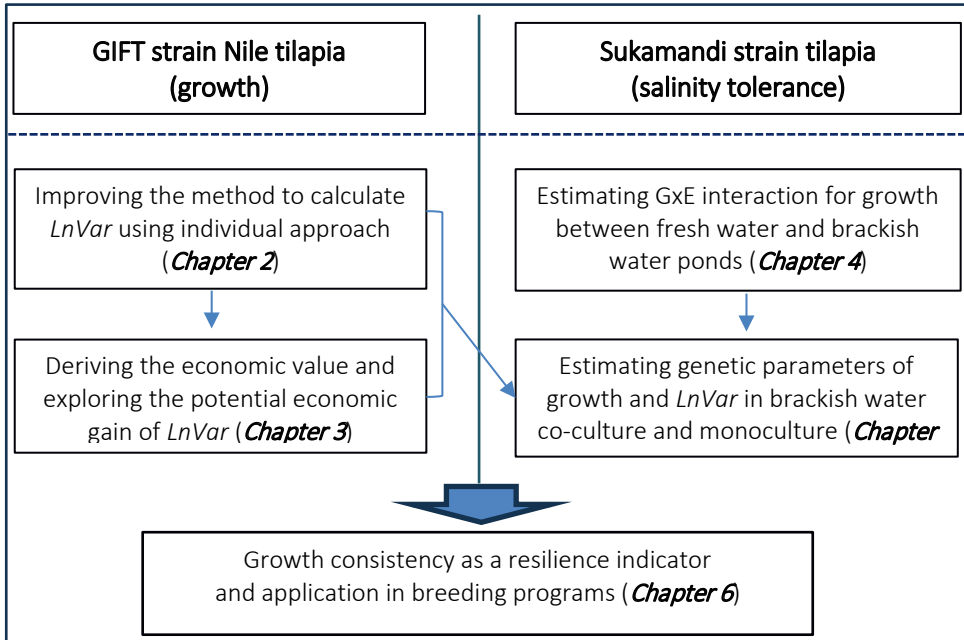 GIFT strain Nile tilapia
(growth)
Sukamandi strain tilapia
(salinity tolerance)
Improving the method to calculate
LnVar using individual approach
(Chapter 2)
Estimating GxE interaction for growth
between fresh water and brackish
water ponds (Chapter 4)
Deriving the economic value and
exploring the potential economic
gain of LnVar (Chapter 3)
Estimating genetic parameters of
growth and LnVar in brackish water
co-culture and monoculture (Chapter
Growth consistency as a resilience indicator
and application in breeding programs (Chapter 6)